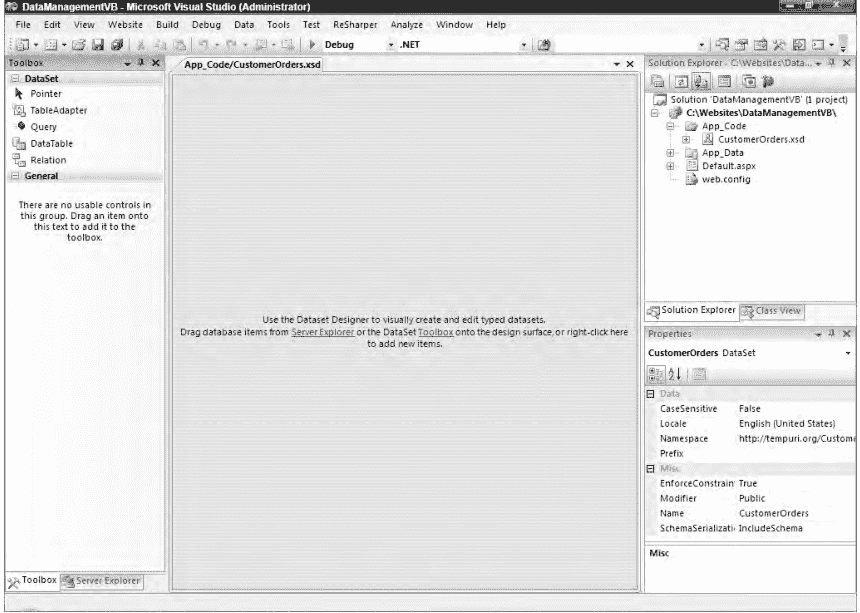 DataManagementVB - Microsoft Visual Studio (Administrator)
File Edit View Website Build Debug Data Tools Test ReSharper Analyze Window Help
Debug .NET
Toolbox
DataSet
Pointer
TableAdapter
Query
DataTable
Relation
General
There are no usable controls in
this group. Drag an item onto
this text to add it to the
toolbox.
Toolbox Server Explorer
App_Code/CustomerOrders.xsd
Use the Dataset Designer to visually create and edit typed datasets.
Drag database items from Server Explorer or the DataSet Toolbox onto the design surface, or right-click here
to add new items.
Solution Explorer - C:\Websites\Data...
Solution 'DataManagementVB' (1 project)
C:\Websites\DataManagementVB\
App_Code
CustomerOrders.xsd
App_Data
Default.aspx
web.config
Solution Explorer Class View
Properties
CustomerOrders DataSet
Data
CaseSensitive False
Locale English (United States)
Namespace http://tempuri.org/Custome
Prefix
Misc
EnforceConstrain True
Modifier Public
Name CustomerOrders
SchemaSerializati IncludeSchema
Misc